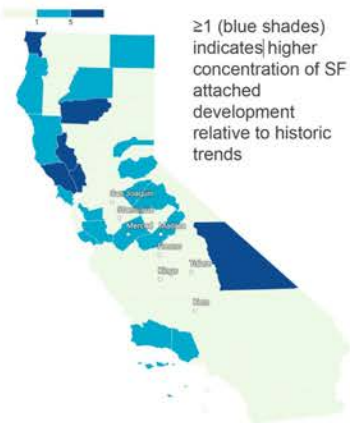 1 5
≥1 (blue shades)
indicates higher
concentration of SF
attached
development
relative to historic
trends
San Joaquin
Stanislaus
Merced Madera
Fresno
Kings Tulare
Kern